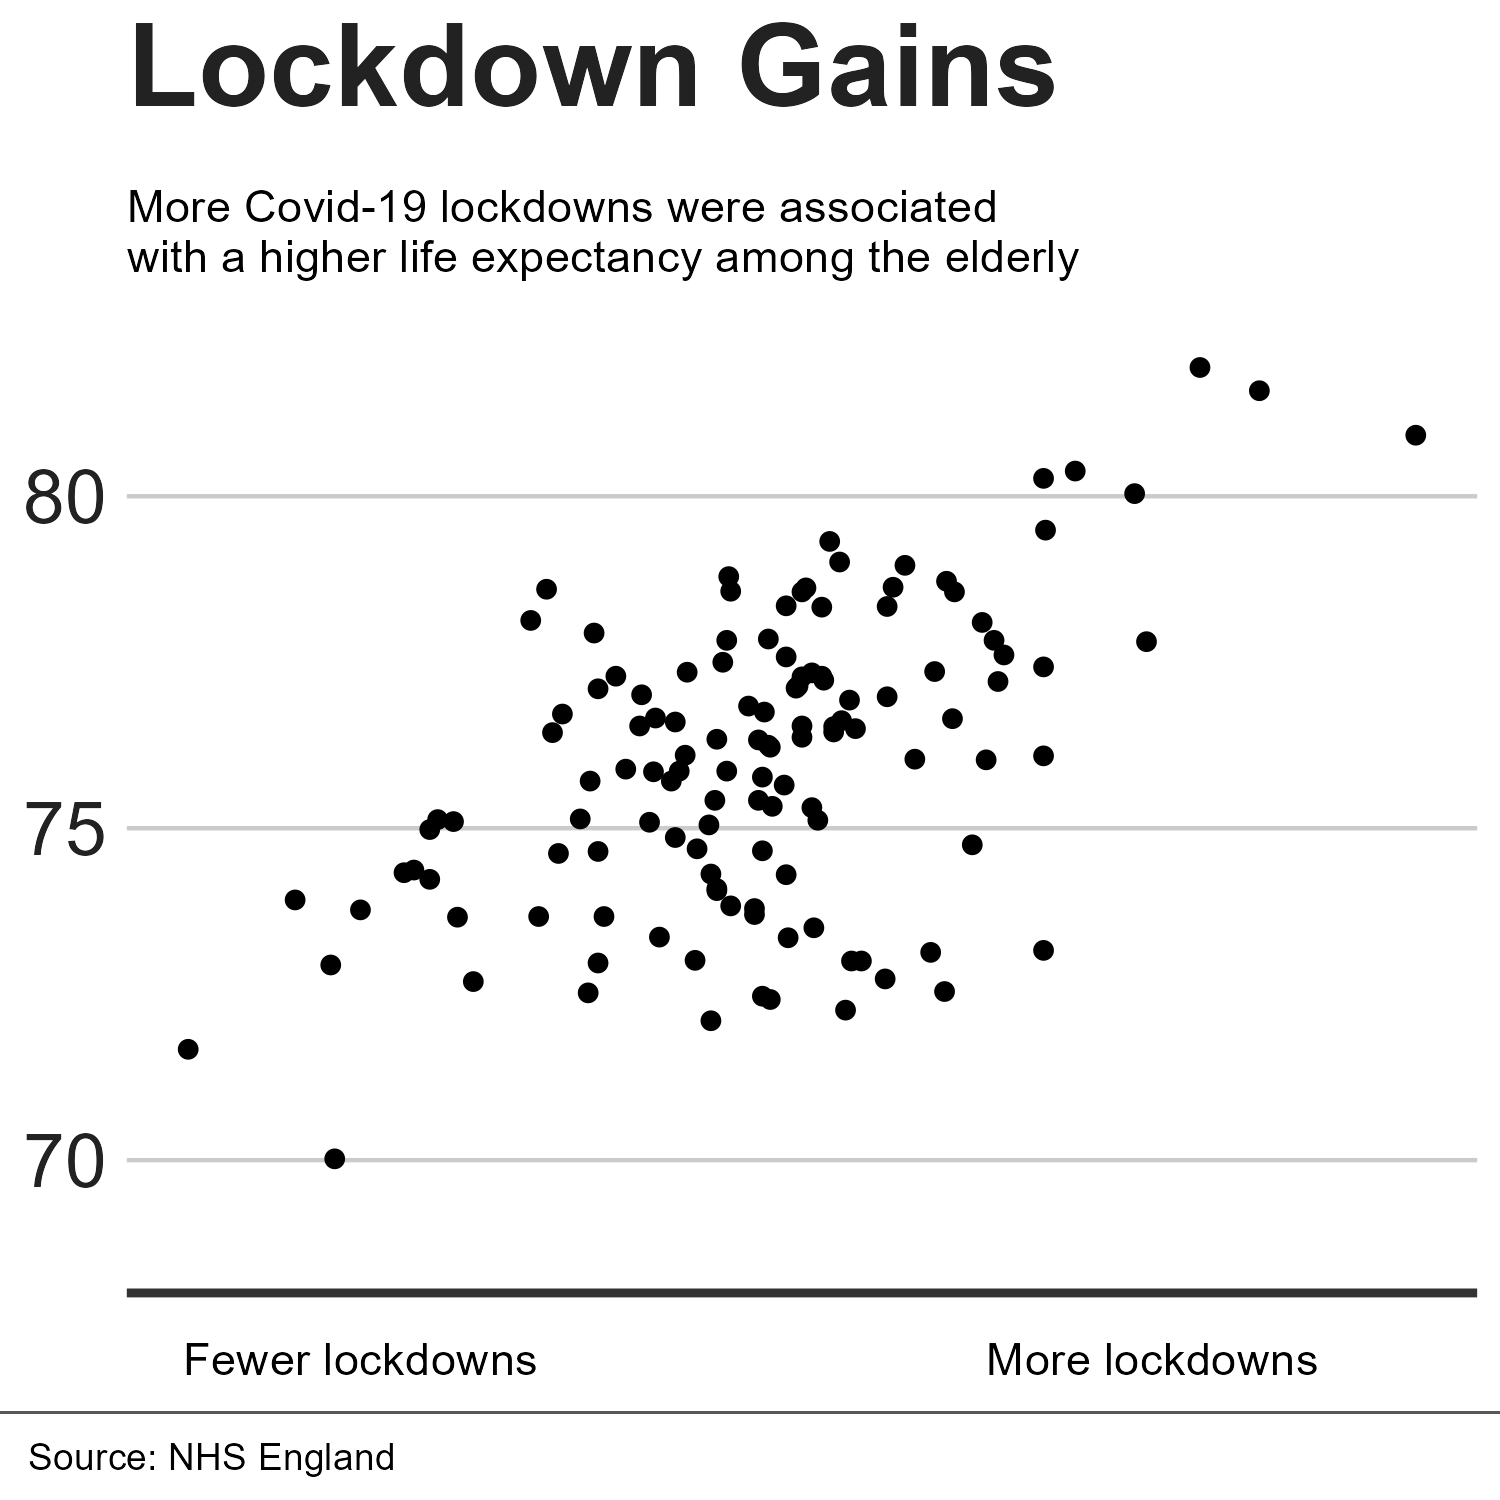 Lockdown Gains
More Covid-19 lockdowns were associated
with a higher life expectancy among the elderly
80
75
70
Fewer lockdowns
More lockdowns
Source: NHS England